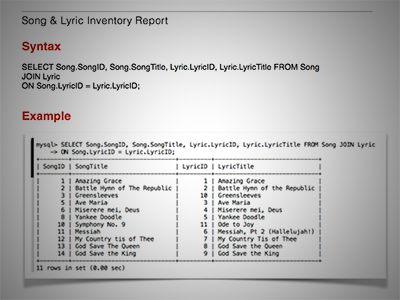 Song & Lyric Inventory Report
Syntax
SELECT Song.SongID, Song.SongTitle, Lyric.LyricID, Lyric.LyricTitle FROM Song
JOIN Lyric
ON Song.LyricID = Lyric.LyricID;
Example
mysql> SELECT Song.SongID, Song.SongTitle, Lyric.LyricID, Lyric.LyricTitle FROM Song JOIN Lyric
-> ON Song.LyricID = Lyric.LyricID;
| SongID | SongTitle | LyricID | LyricTitle |
| 1 | Amazing Grace | 1 | Amazing Grace |
| 2 | Battle Hymn of The Republic | 2 | Battle Hymn of the Republic |
| 3 | Greensleeves | 10 | Greensleeves |
| 5 | Ave Maria | 3 | Ave Maria |
| 6 | Miserere mei, Deus | 4 | Miserere mei, Deus |
| 8 | Yankee Doodle | 5 | Yankee Doodle |
| 10 | Symphony No. 9 | 11 | Ode to Joy |
| 11 | Messiah | 6 | Messiah, Pt 2 (Hallelujah!) |
| 12 | My Country tis of Thee | 7 | My Country Tis of Thee |
| 13 | God Save The Queen | 8 | God Save the Queen |
| 14 | God Save the King | 9 | God Save the King |
11 rows in set (0.00 sec)